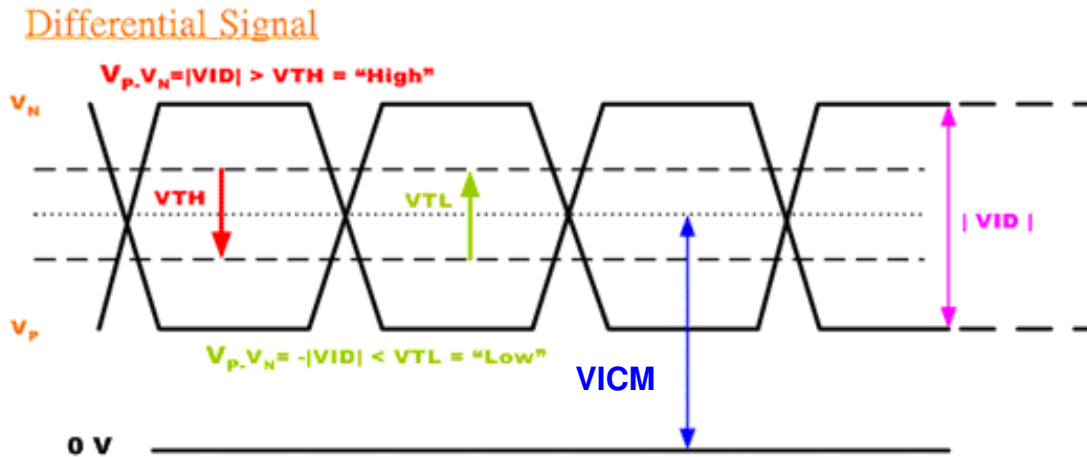 Differential Signal
VP-VN=|VID| > VTH = “High”
VN
VTH
VTL
| VID |
VP
VP-VN= -|VID| < VTL = “Low”
VICM
0 V